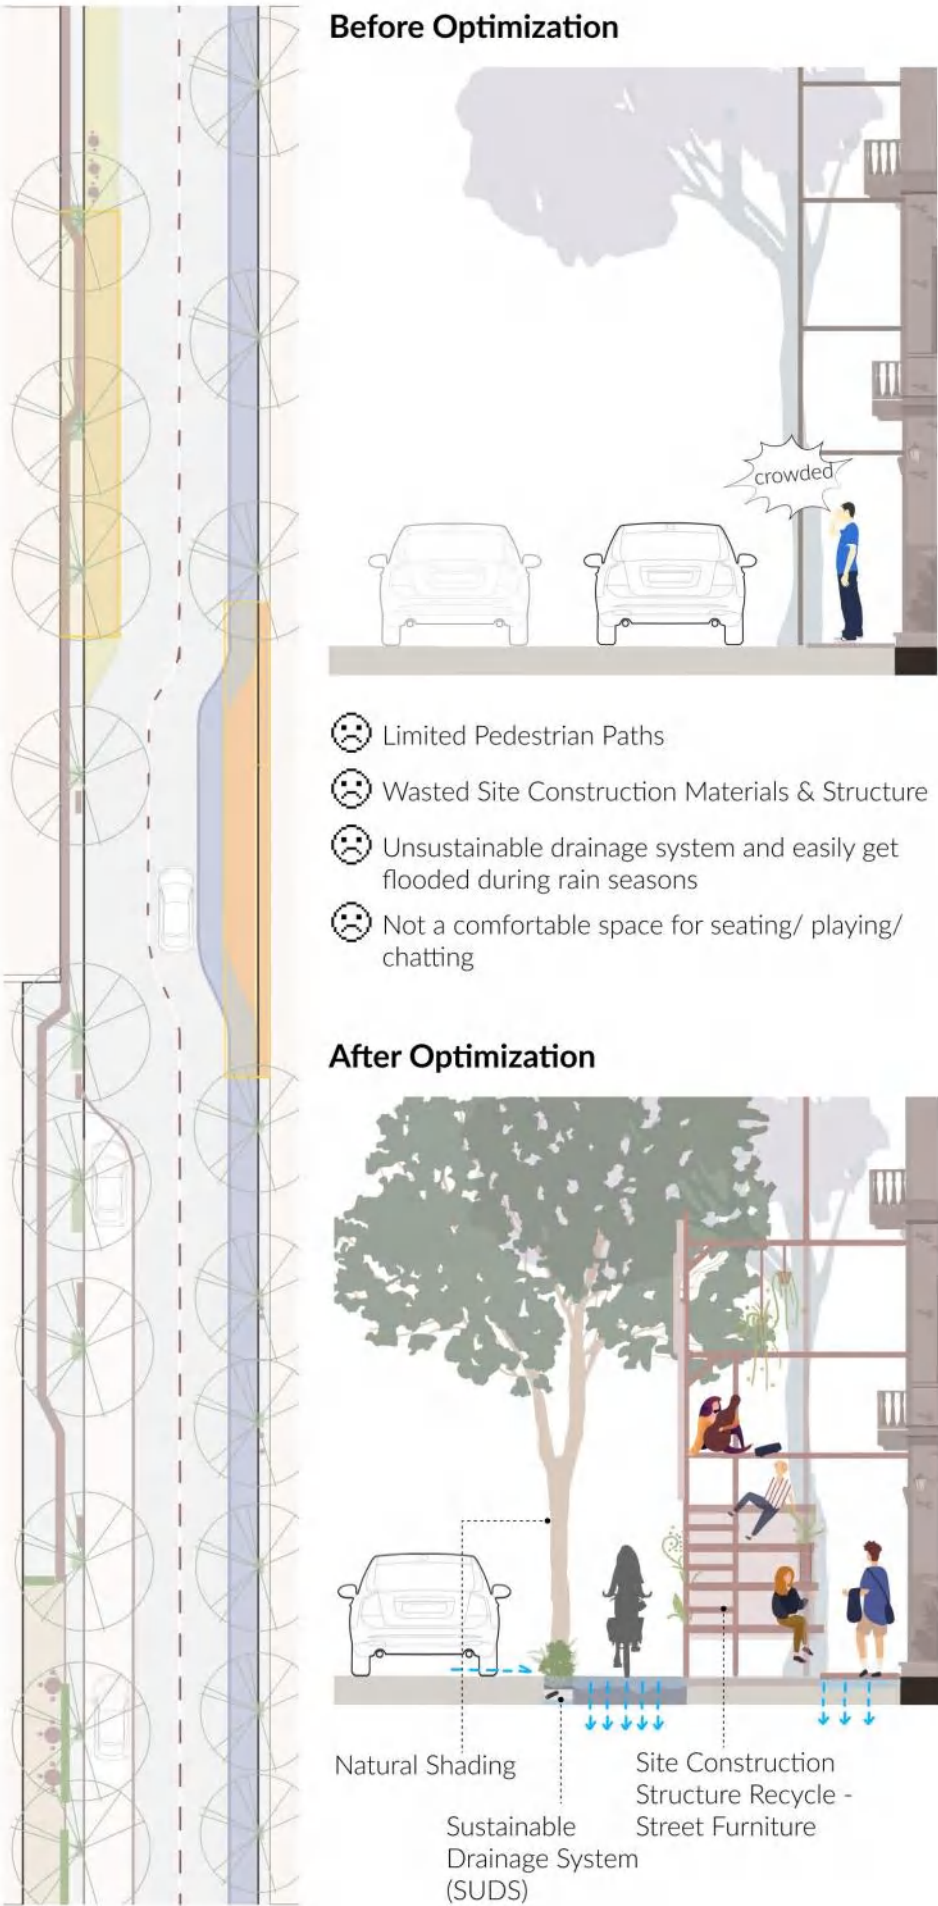 Before Optimization
crowded
Limited Pedestrian Paths
Wasted Site Construction Materials & Structure
Unsustainable drainage system and easily get
flooded during rain seasons
Not a comfortable space for seating/ playing/
chatting
After Optimization
Natural Shading
Sustainable
Drainage System
(SUDS)
Site Construction
Structure Recycle -
Street Furniture